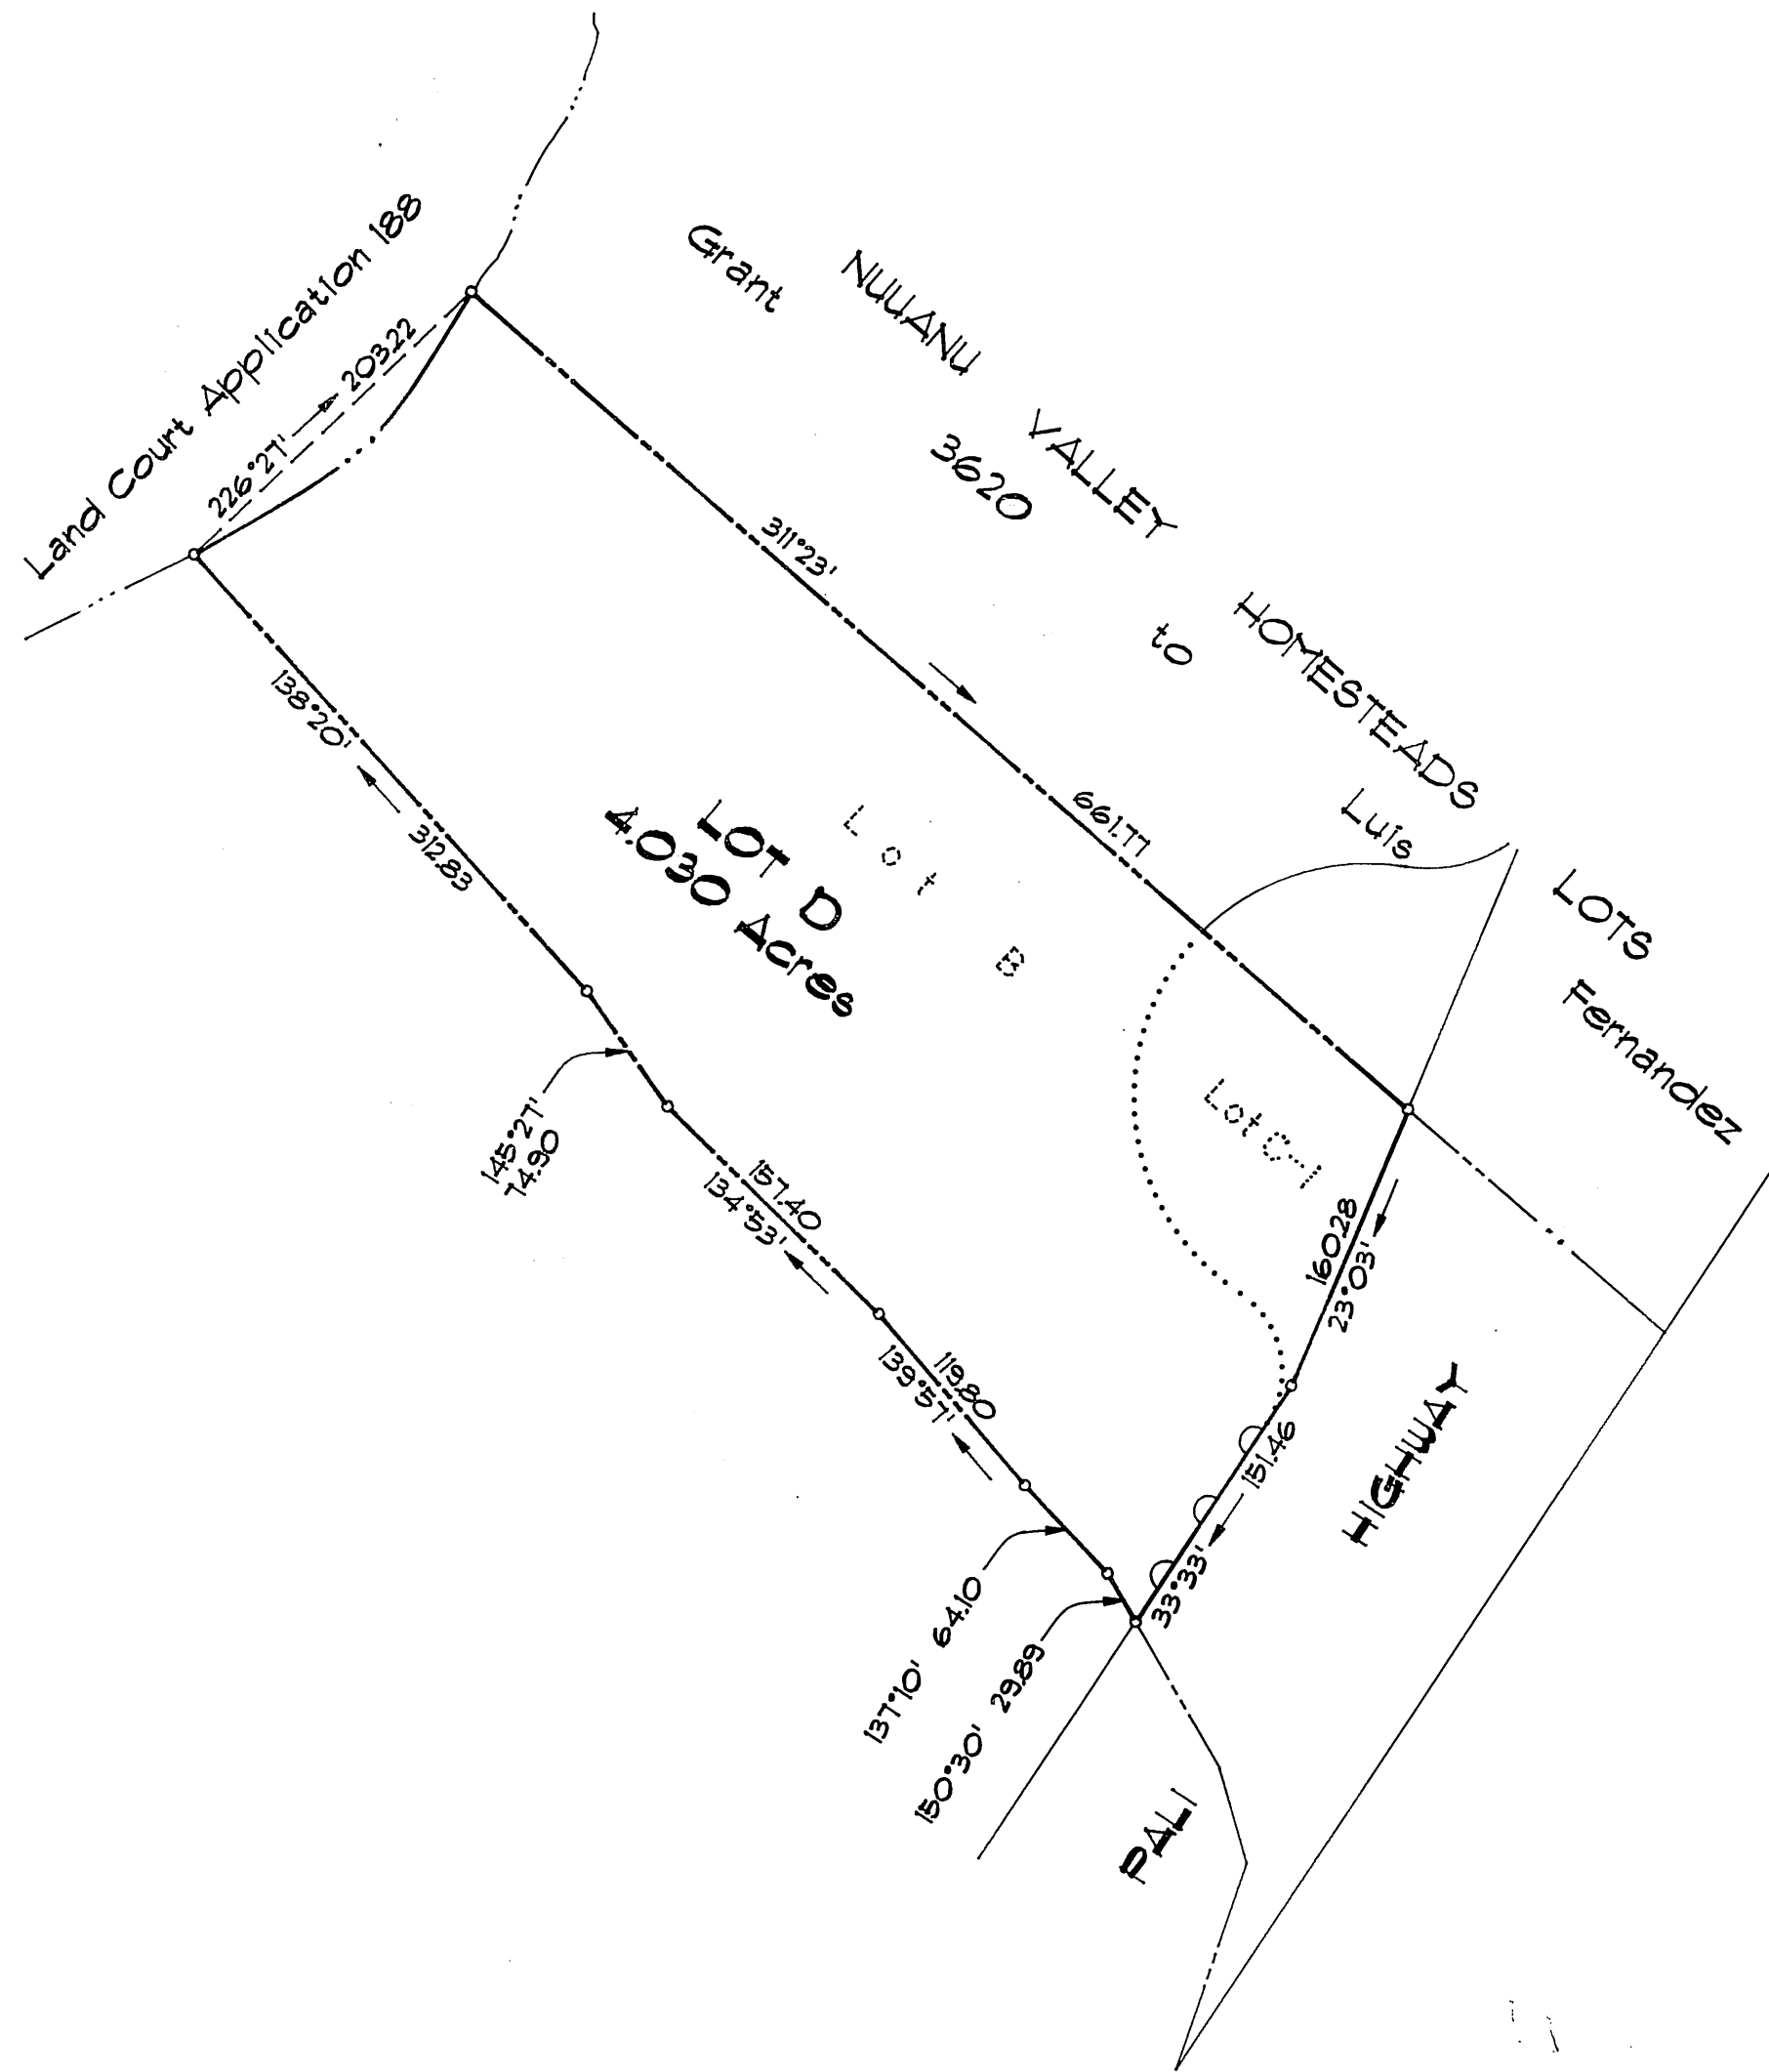 Land Court Application 188
226°27' 203.22
Grant 3620 to Luis Fernandez
NUUANU VALLEY HOMESTEADS LOTS
311°23' 661.77
138°20' 312.83
LOT D
4.030 Acres
Lot B
Lot C-1
145°27'
74.90
157.40
134°53'
119.80
139°57'
137°10' 64.10
150°30' 29.89
160.28
23°03'
151.46
33°33'
PALI HIGHWAY